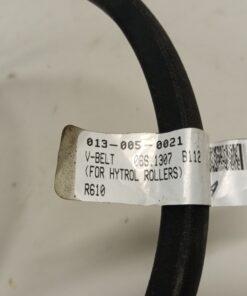 013-005-0021
V-BELT 06S 1307 B112
(FOR HYTROL ROLLERS)
R610